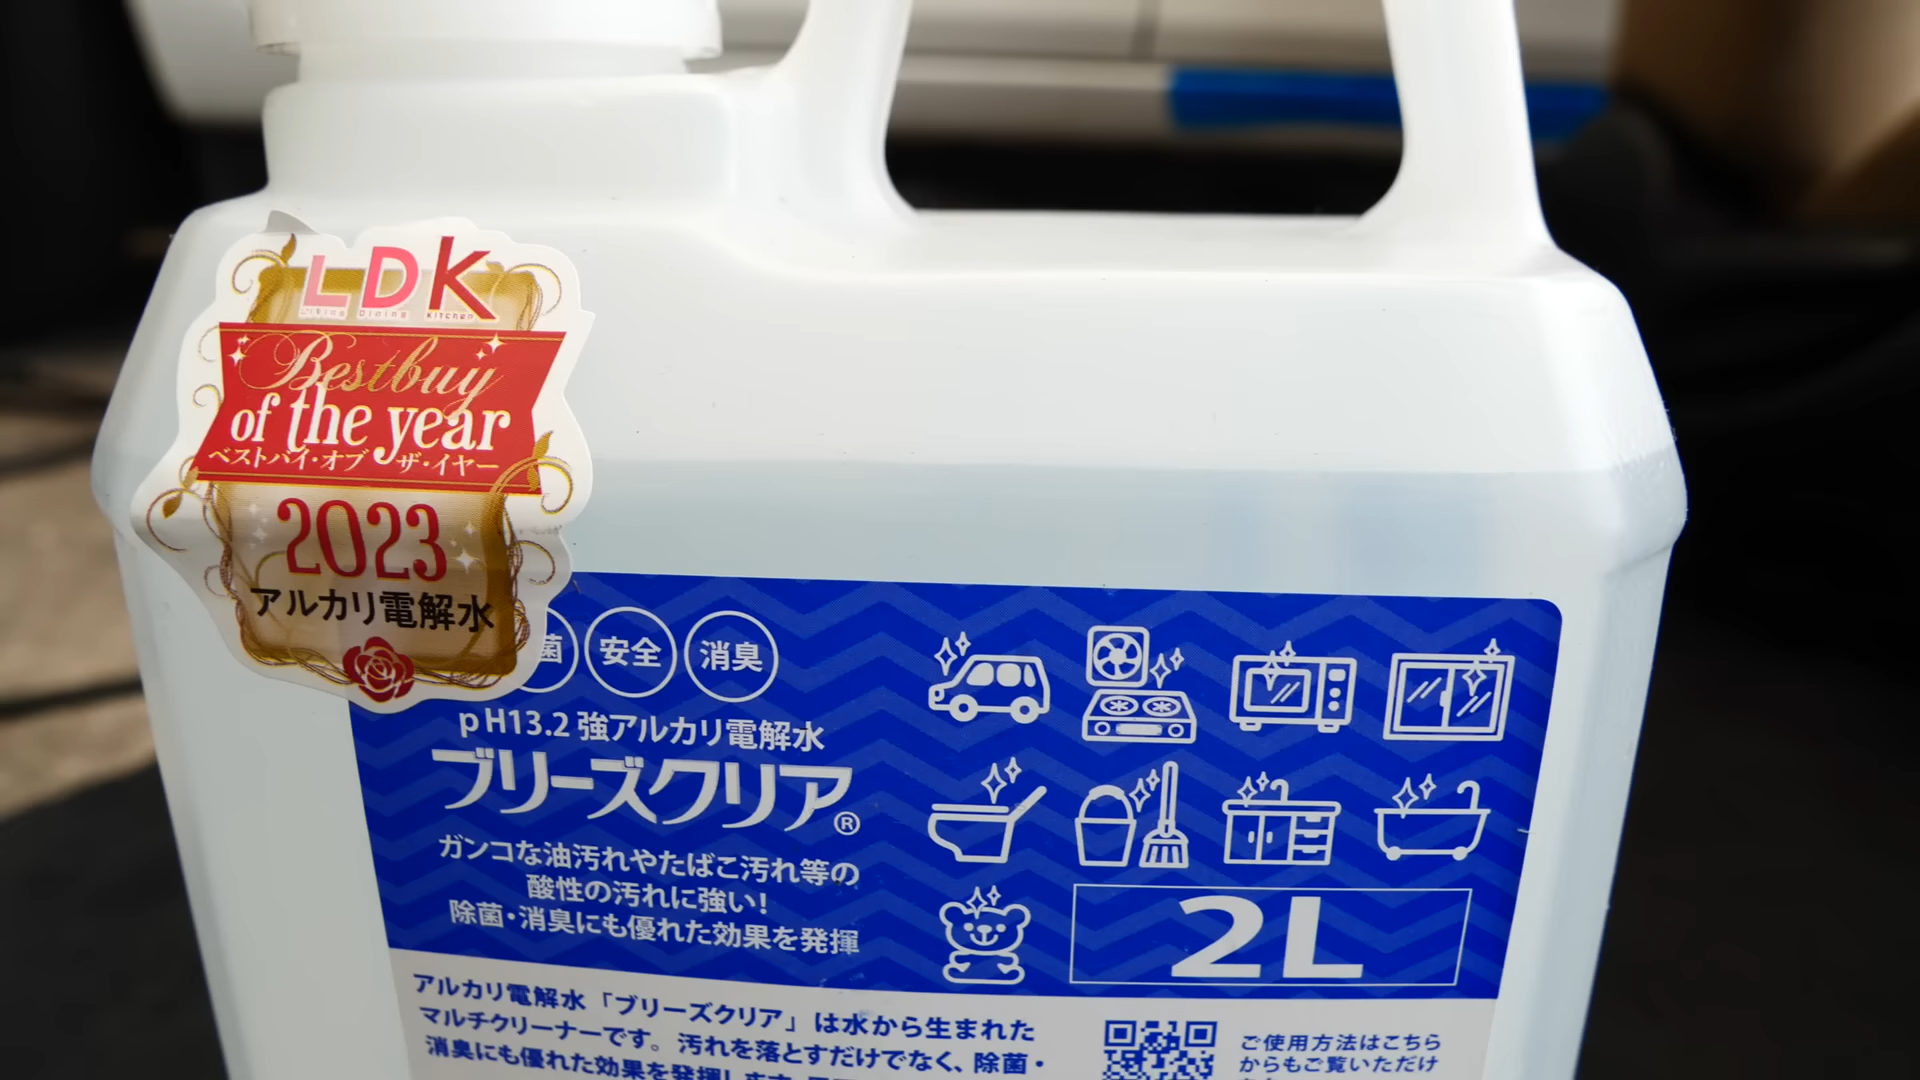 LDK
Living Dining Kitchen
Bestbuy
of the year
ベストバイ・オブ ザ・イヤー
2023
アルカリ電解水
菌 安全 消臭
pH13.2 強アルカリ電解水
ブリーズクリア®
ガンコな油汚れやたばこ汚れ等の
酸性の汚れに強い!
除菌・消臭にも優れた効果を発揮
2L
アルカリ電解水「ブリーズクリア」は水から生まれた
マルチクリーナーです。汚れを落とすだけでなく、除菌・
消臭にも優れた効果を発揮します
ご使用方法はこちら
からもご覧いただけ